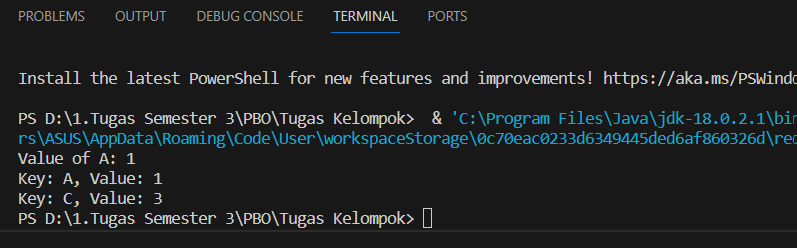 PROBLEMS OUTPUT DEBUG CONSOLE TERMINAL PORTS
Install the latest PowerShell for new features and improvements! https://aka.ms/PSWindo
PS D:\1.Tugas Semester 3\PBO\Tugas Kelompok> & 'C:\Program Files\Java\jdk-18.0.2.1\bin
rs\ASUS\AppData\Roaming\Code\User\workspaceStorage\0c70eac0233d6349445ded6af860326d\red
Value of A: 1
Key: A, Value: 1
Key: C, Value: 3
PS D:\1.Tugas Semester 3\PBO\Tugas Kelompok>